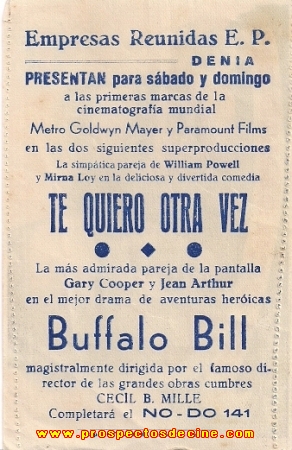 Empresas Reunidas E. P.
DENIA
PRESENTAN para sábado y domingo
a las primeras marcas de la
cinematografía mundial
Metro Goldwyn Mayer y Paramount Films
en las dos siguientes superproducciones
La simpática pareja de William Powell
y Mirna Loy en la deliciosa y divertida comedia
TE QUIERO OTRA VEZ
La más admirada pareja de la pantalla
Gary Cooper y Jean Arthur
en el mejor drama de aventuras heróicas
Buffalo Bill
magistralmente dirigida por el famoso di-
rector de las grandes obras cumbres
CECIL B. MILLE
Completará el NO-DO 141
www.prospectosdecine.com